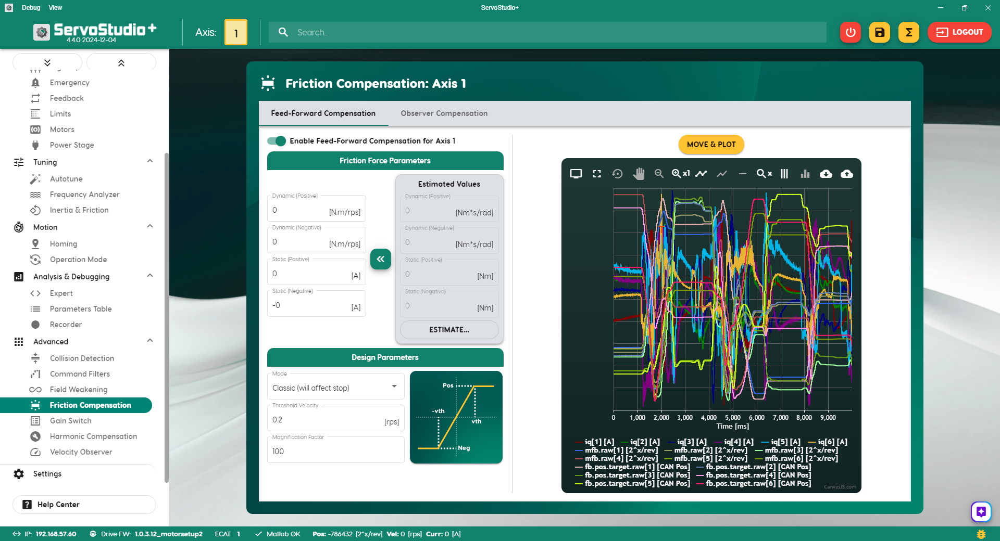 Debug View
ServoStudio+
ServoStudio+
4.4.0 2024-12-04
Axis: 1
Search...
LOGOUT
Emergency
Feedback
Limits
Motors
Power Stage
Tuning
Autotune
Frequency Analyzer
Inertia & Friction
Motion
Homing
Operation Mode
Analysis & Debugging
Expert
Parameters Table
Recorder
Advanced
Collision Detection
Command Filters
Field Weakening
Friction Compensation
Gain Switch
Harmonic Compensation
Velocity Observer
Settings
Help Center
Friction Compensation: Axis 1
Feed-Forward Compensation
Observer Compensation
Enable Feed-Forward Compensation for Axis 1
Friction Force Parameters
Dynamic (Positive)
0 [N.m/rps]
Dynamic (Negative)
0 [N.m/rps]
Static (Positive)
0 [A]
Static (Negative)
-0 [A]
Estimated Values
Dynamic (Positive)
0 [Nm*s/rad]
Dynamic (Negative)
0 [Nm*s/rad]
Static (Positive)
0 [Nm]
Static (Negative)
0 [Nm]
ESTIMATE...
Design Parameters
Mode
Classic (will affect stop)
Threshold Velocity
0.2 [rps]
Magnification Factor
100
Pos
-vth
vth
Neg
MOVE & PLOT
x1
x
0 1,000 2,000 3,000 4,000 5,000 6,000 7,000 8,000 9,000
Time [ms]
iq[1] [A] iq[2] [A] iq[3] [A] iq[4] [A] iq[5] [A] iq[6] [A]
mfb.raw[1] [2^x/rev] mfb.raw[2] [2^x/rev] mfb.raw[3] [2^x/rev]
mfb.raw[4] [2^x/rev] mfb.raw[5] [2^x/rev] mfb.raw[6] [2^x/rev]
fb.pos.target.raw[1] [CAN Pos] fb.pos.target.raw[2] [CAN Pos]
fb.pos.target.raw[3] [CAN Pos] fb.pos.target.raw[4] [CAN Pos]
fb.pos.target.raw[5] [CAN Pos] fb.pos.target.raw[6] [CAN Pos]
CanvasJS.com
IP: 192.168.57.60 Drive FW: 1.0.3.12_motorsetup2 ECAT 1 Matlab OK Pos: -786432 [2^x/rev] Vel: 0 [rps] Curr: 0 [A]